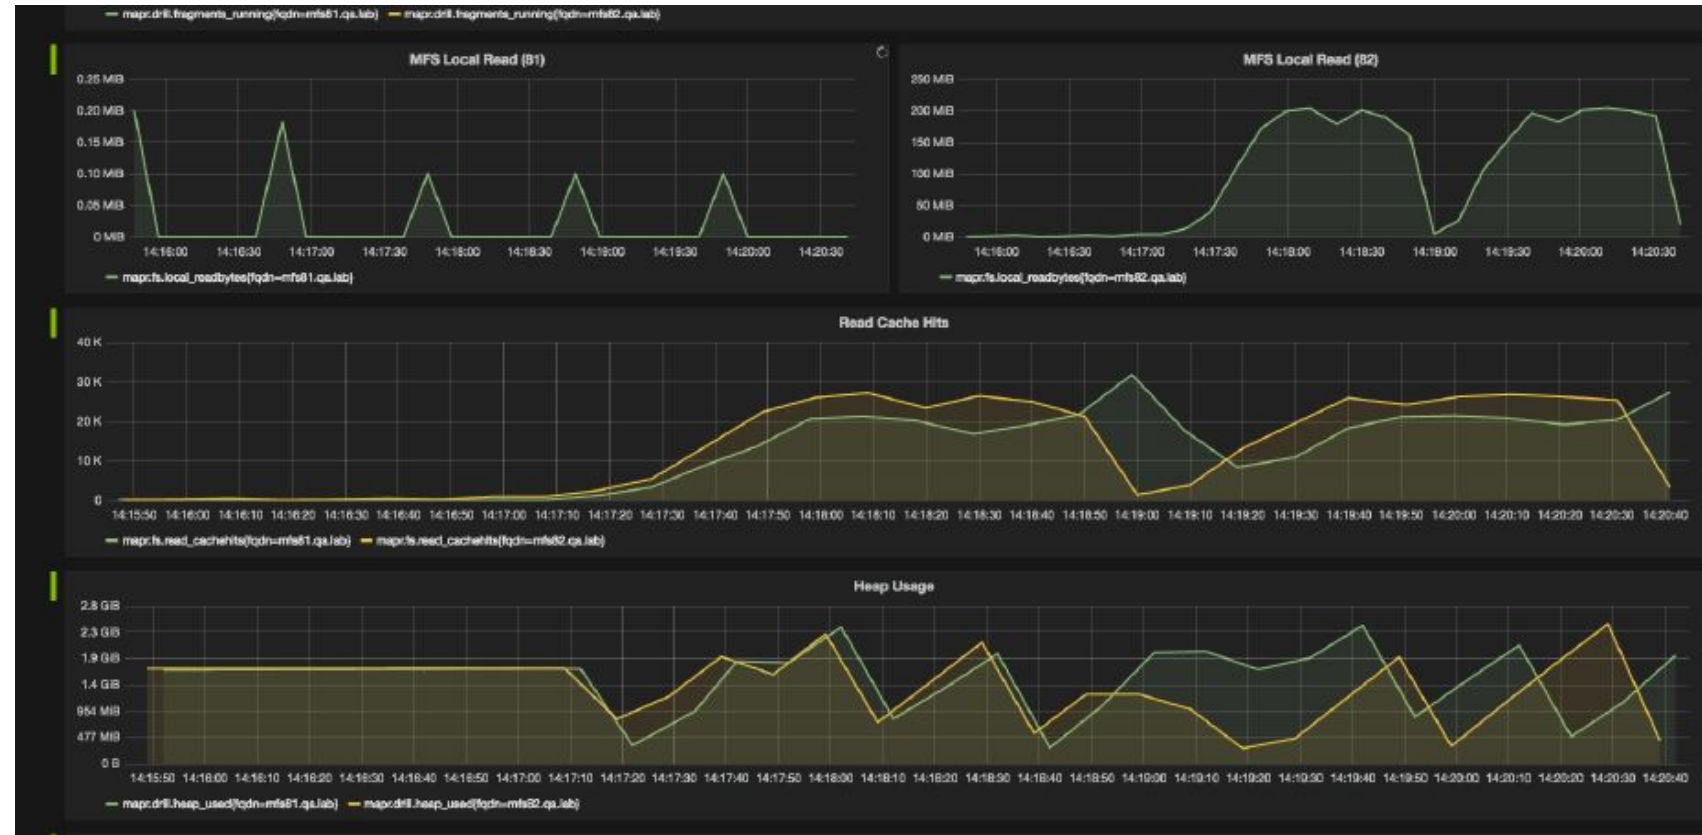 mapr.drill.fragments_running{fqdn=mfs81.qa.lab} mapr.drill.fragments_running{fqdn=mfs82.qa.lab}
MFS Local Read (81)
0.25 MiB
0.20 MiB
0.15 MiB
0.10 MiB
0.05 MiB
0 MiB
14:16:00 14:16:30 14:17:00 14:17:30 14:18:00 14:18:30 14:19:00 14:19:30 14:20:00 14:20:30
mapr.fs.local_readbytes{fqdn=mfs81.qa.lab}
MFS Local Read (82)
250 MiB
200 MiB
150 MiB
100 MiB
50 MiB
0 MiB
14:16:00 14:16:30 14:17:00 14:17:30 14:18:00 14:18:30 14:19:00 14:19:30 14:20:00 14:20:30
mapr.fs.local_readbytes{fqdn=mfs82.qa.lab}
Read Cache Hits
40 K
30 K
20 K
10 K
0
14:15:50 14:16:00 14:16:10 14:16:20 14:16:30 14:16:40 14:16:50 14:17:00 14:17:10 14:17:20 14:17:30 14:17:40 14:17:50 14:18:00 14:18:10 14:18:20 14:18:30 14:18:40 14:18:50 14:19:00 14:19:10 14:19:20 14:19:30 14:19:40 14:19:50 14:20:00 14:20:10 14:20:20 14:20:30 14:20:40
mapr.fs.read_cachehits{fqdn=mfs81.qa.lab} mapr.fs.read_cachehits{fqdn=mfs82.qa.lab}
Heap Usage
2.8 GiB
2.3 GiB
1.9 GiB
1.4 GiB
954 MiB
477 MiB
0 B
14:15:50 14:16:00 14:16:10 14:16:20 14:16:30 14:16:40 14:16:50 14:17:00 14:17:10 14:17:20 14:17:30 14:17:40 14:17:50 14:18:00 14:18:10 14:18:20 14:18:30 14:18:40 14:18:50 14:19:00 14:19:10 14:19:20 14:19:30 14:19:40 14:19:50 14:20:00 14:20:10 14:20:20 14:20:30 14:20:40
mapr.drill.heap_used{fqdn=mfs81.qa.lab} mapr.drill.heap_used{fqdn=mfs82.qa.lab}